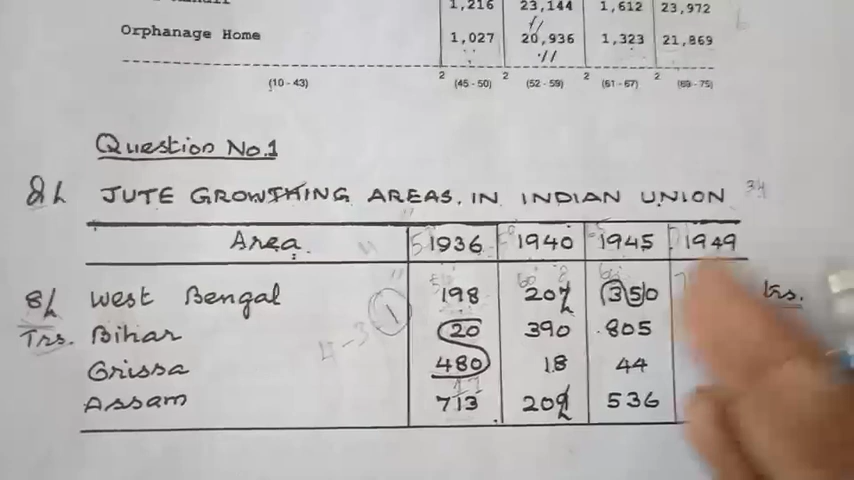 1,216 23,144 1,612 23,972
Orphanage Home 1,027 20,936 1,323 21,869
2 2 2 2
(10-43) (45-50) (52-59) (61-67) (69-75)
Question No.1
JUTE GROWING AREAS IN INDIAN UNION
Area 1936 1940 1945 1949
West Bengal 198 207 350 trs.
Trs. Bihar 20 390 805
Orissa 480 18 44
Assam 713 209 536